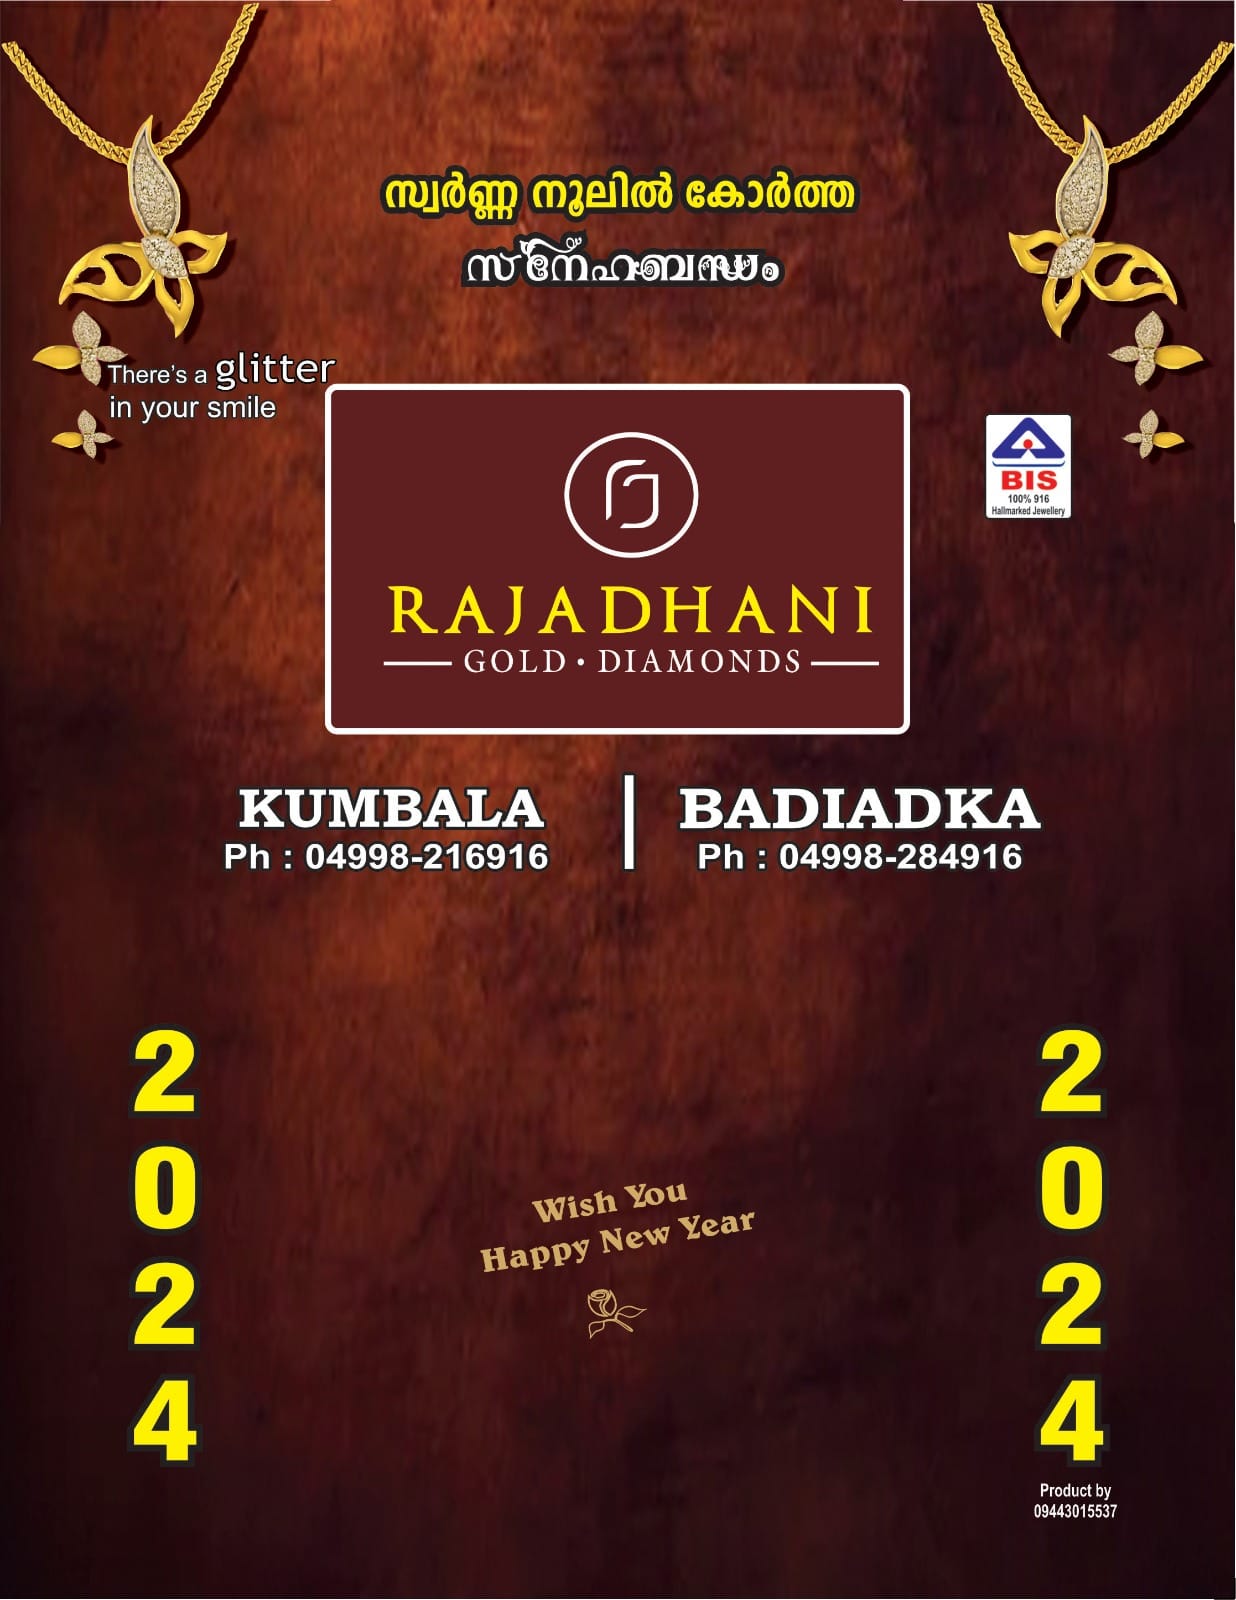 സ്വർണ്ണ നൂലിൽ കോർത്ത
സ്നേഹബന്ധം
There's a glitter
in your smile
BIS
100% 916
Hallmarked Jewellery
RAJADHANI
GOLD • DIAMONDS
KUMBALA
Ph : 04998-216916
BADIADKA
Ph : 04998-284916
2
0
2
4
Wish You
Happy New Year
2
0
2
4
Product by
09443015537